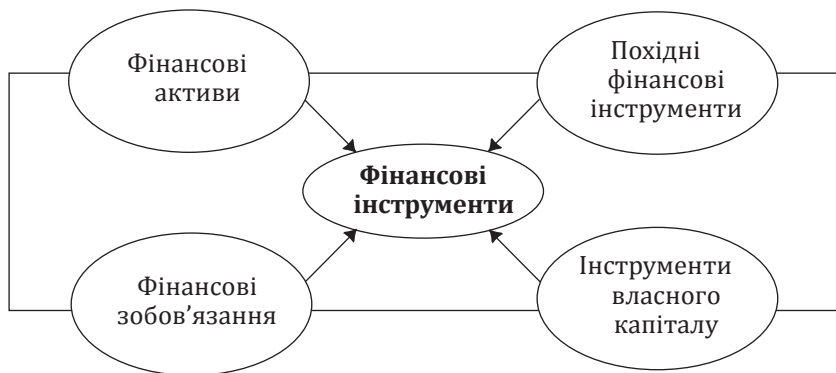 Фінансові
активи
Похідні
фінансові
інструменти
Фінансові
інструменти
Фінансові
зобов’язання
Інструменти
власного
капіталу